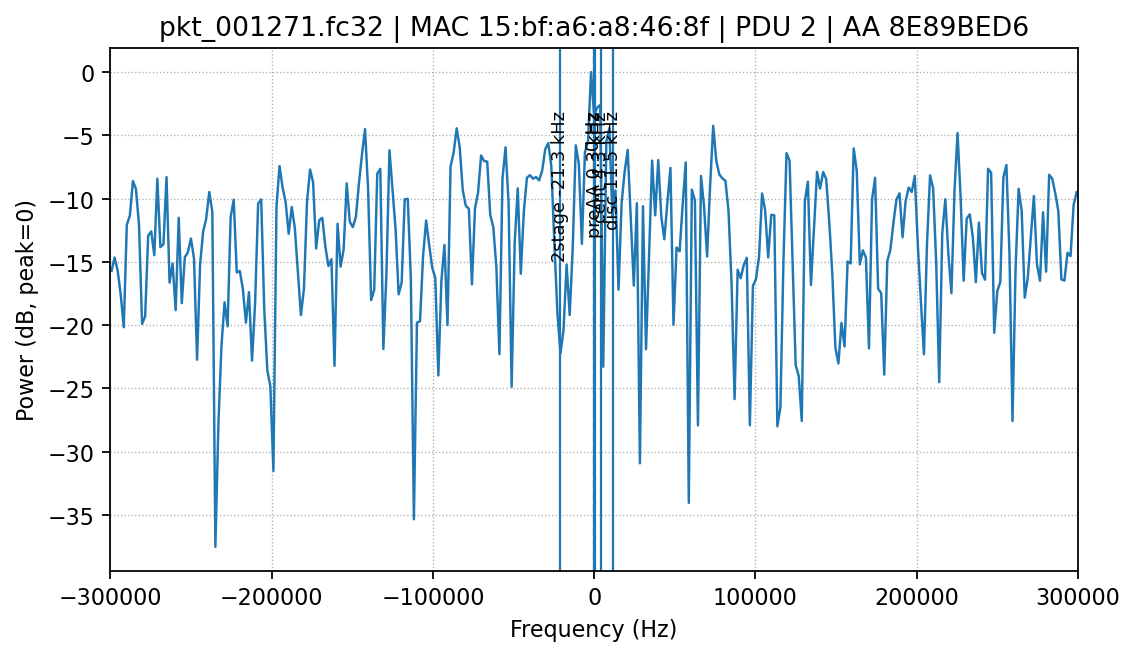 pkt_001271.fc32 | MAC 15:bf:a6:a8:46:8f | PDU 2 | AA 8E89BED6
Power (dB, peak=0)
0
−5
−10
−15
−20
−25
−30
−35
2stage -21.3 kHz
preAA
disc 11.5 kHz
−300000
−200000
−100000
0
100000
200000
300000
Frequency (Hz)